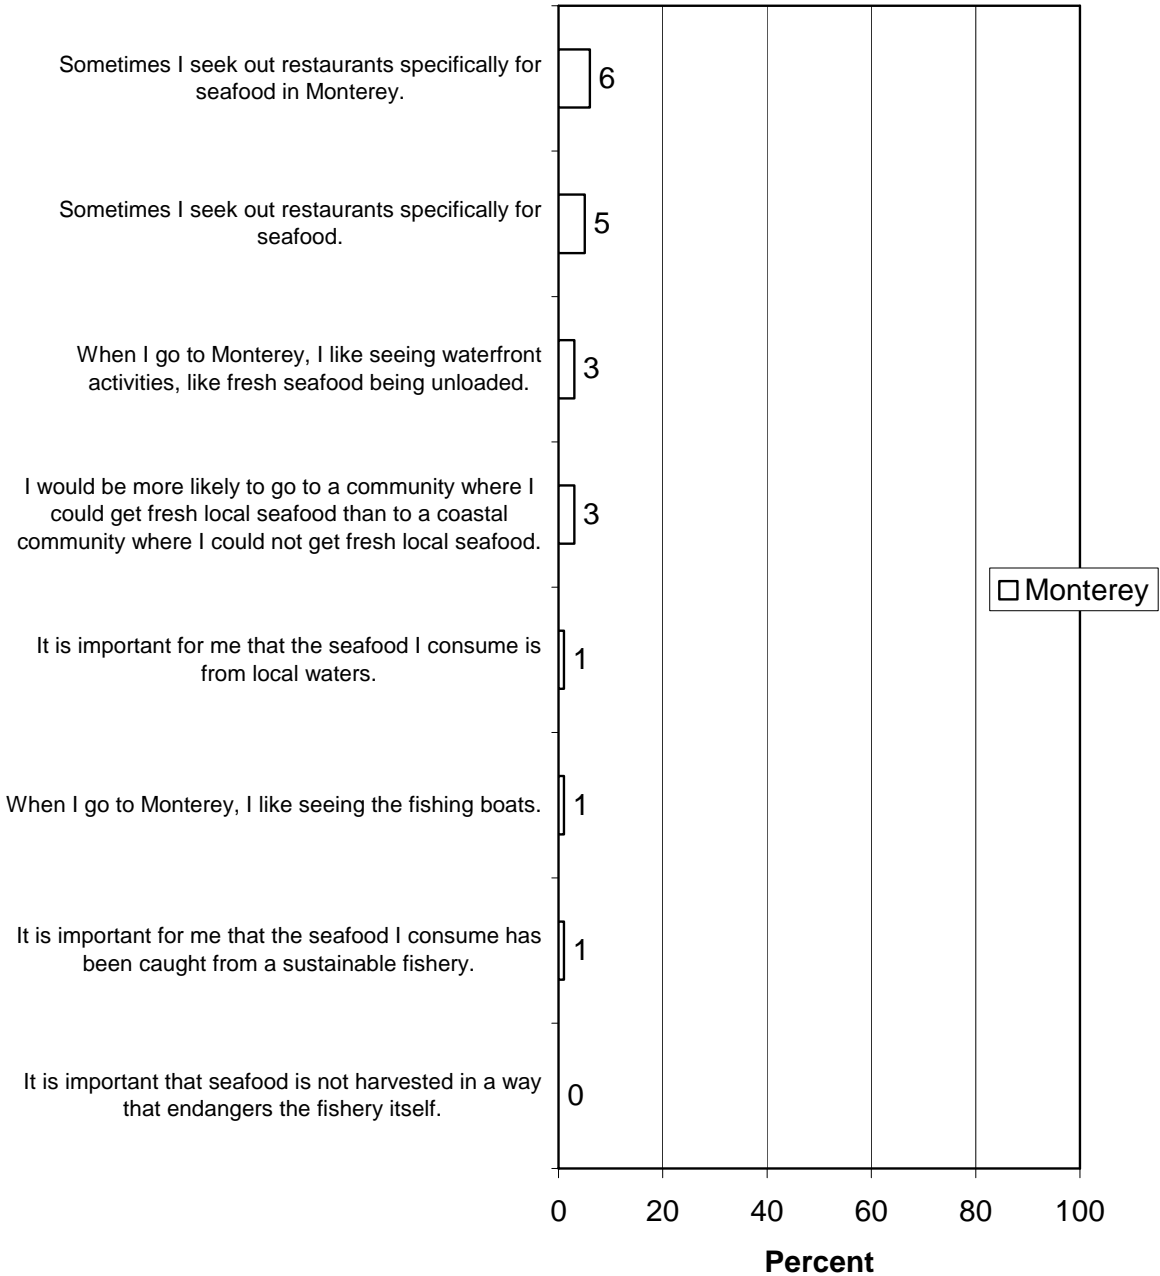 Sometimes I seek out restaurants specifically for
seafood in Monterey.
6
Sometimes I seek out restaurants specifically for
seafood.
5
When I go to Monterey, I like seeing waterfront
activities, like fresh seafood being unloaded.
3
I would be more likely to go to a community where I
could get fresh local seafood than to a coastal
community where I could not get fresh local seafood.
3
Monterey
It is important for me that the seafood I consume is
from local waters.
1
When I go to Monterey, I like seeing the fishing boats.
1
It is important for me that the seafood I consume has
been caught from a sustainable fishery.
1
It is important that seafood is not harvested in a way
that endangers the fishery itself.
0
0 20 40 60 80 100
Percent